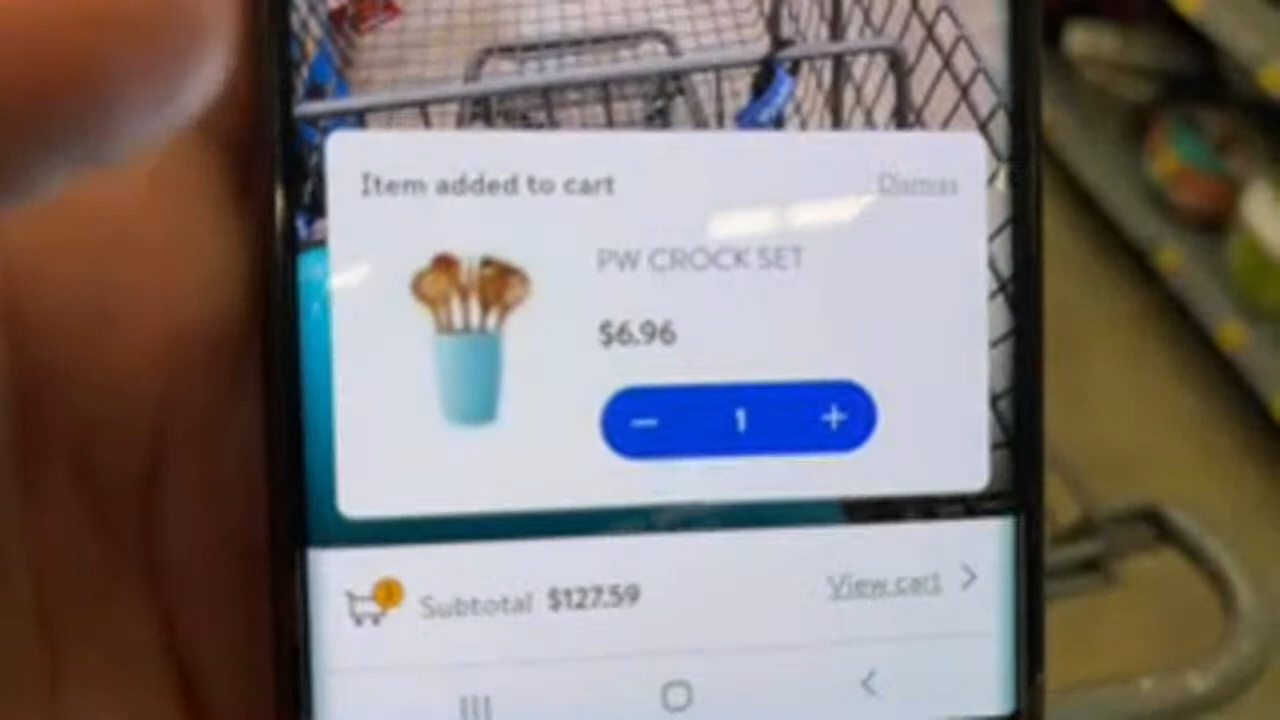 Item added to cart
Dismiss
PW CROCK SET
$6.96
− 1 +
Subtotal $127.59
View cart >